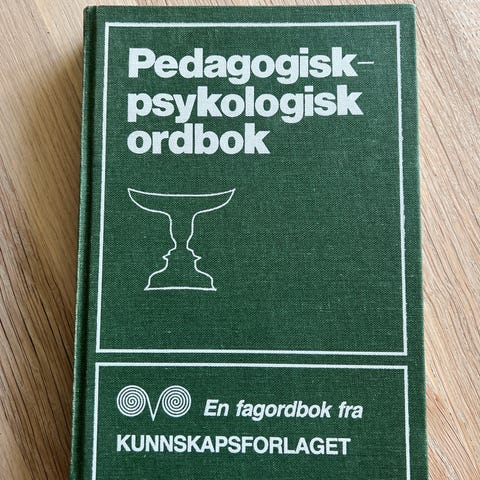 Pedagogisk-
psykologisk
ordbok
En fagordbok fra
KUNNSKAPSFORLAGET